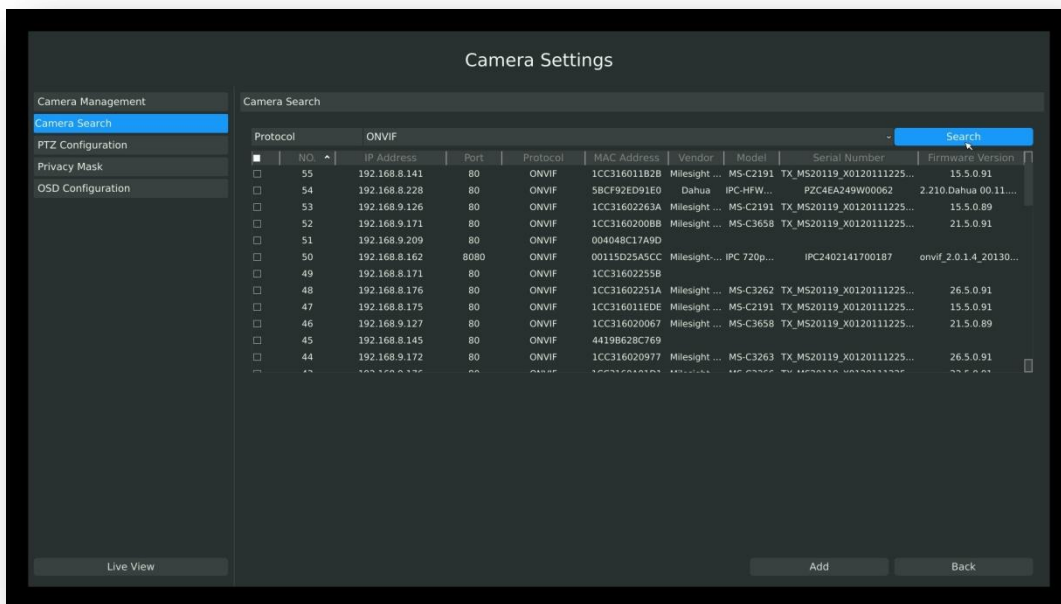 Camera Settings
Camera Management
Camera Search
PTZ Configuration
Privacy Mask
OSD Configuration
Live View
Camera Search
Protocol ONVIF Search
NO. IP Address Port Protocol MAC Address Vendor Model Serial Number Firmware Version
55 192.168.8.141 80 ONVIF 1CC316011B2B Milesight ... MS-C2191 TX_MS20119_X0120111225... 15.5.0.91
54 192.168.8.228 80 ONVIF 5BCF92ED91E0 Dahua IPC-HFW... PZC4EA249W00062 2.210.Dahua 00.11....
53 192.168.9.126 80 ONVIF 1CC31602263A Milesight ... MS-C2191 TX_MS20119_X0120111225... 15.5.0.89
52 192.168.9.171 80 ONVIF 1CC3160200BB Milesight ... MS-C3658 TX_MS20119_X0120111225... 21.5.0.91
51 192.168.9.209 80 ONVIF 004048C17A9D
50 192.168.8.162 8080 ONVIF 00115D25A5CC Milesight-... IPC 720p... IPC2402141700187 onvif_2.0.1.4_20130...
49 192.168.8.171 80 ONVIF 1CC31602255B
48 192.168.8.176 80 ONVIF 1CC31602251A Milesight ... MS-C3262 TX_MS20119_X0120111225... 26.5.0.91
47 192.168.8.175 80 ONVIF 1CC316011EDE Milesight ... MS-C2191 TX_MS20119_X0120111225... 15.5.0.91
46 192.168.9.127 80 ONVIF 1CC316020067 Milesight ... MS-C3658 TX_MS20119_X0120111225... 21.5.0.89
45 192.168.8.145 80 ONVIF 4419B628C769
44 192.168.9.172 80 ONVIF 1CC316020977 Milesight ... MS-C3263 TX_MS20119_X0120111225... 26.5.0.91
Add Back